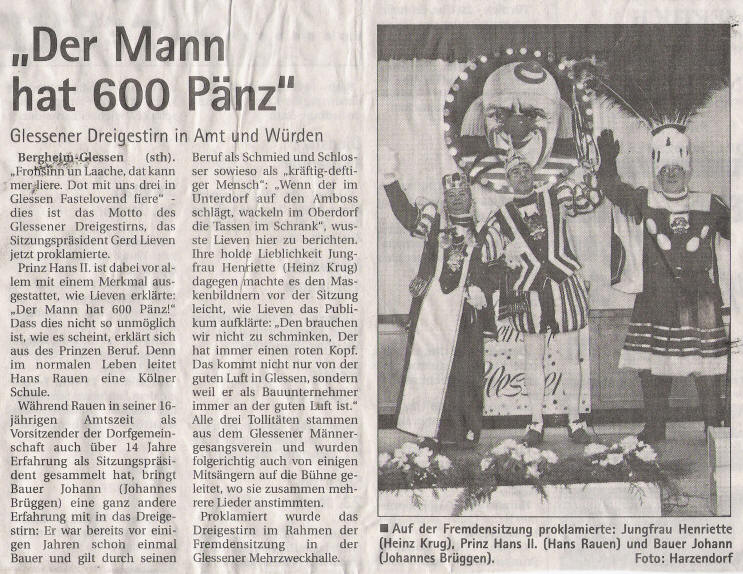 „Der Mann
hat 600 Pänz“
Glessener Dreigestirn in Amt und Würden
Bergheim-Glessen (sth).
„Frohsinn un Laache, dat kann
mer liere. Dot mit uns drei in
Glessen Fastelovend fiere“ -
dies ist das Motto des
Glessener Dreigestirns, das
Sitzungspräsident Gerd Lieven
jetzt proklamierte.
Prinz Hans II. ist dabei vor al-
lem mit einem Merkmal aus-
gestattet, wie Lieven erklärte:
„Der Mann hat 600 Pänz!“
Dass dies nicht so unmöglich
ist, wie es scheint, erklärt sich
aus des Prinzen Beruf. Denn
im normalen Leben leitet
Hans Rauen eine Kölner
Schule.
Während Rauen in seiner 16-
jährigen Amtszeit als
Vorsitzender der Dorfgemein-
schaft auch über 14 Jahre
Erfahrung als Sitzungspräsi-
dent gesammelt hat, bringt
Bauer Johann (Johannes
Brüggen) eine ganz andere
Erfahrung mit in das Dreige-
stirn: Er war bereits vor eini-
gen Jahren schon einmal
Bauer und gilt durch seinen
Beruf als Schmied und Schlos-
ser sowieso als „kräftig-defti-
ger Mensch“: „Wenn der im
Unterdorf auf den Amboss
schlägt, wackeln im Oberdorf
die Tassen im Schrank“, wuss-
te Lieven hier zu berichten.
Ihre holde Lieblichkeit Jung-
frau Henriette (Heinz Krug)
dagegen machte es den Mas-
kenbildnern vor der Sitzung
leicht, wie Lieven das Publi-
kum aufklärte: „Den brauchen
wir nicht zu schminken, Der
hat immer einen roten Kopf.
Das kommt nicht nur von der
guten Luft in Glessen, sondern
weil er als Bauunternehmer
immer an der guten Luft ist.“
Alle drei Tollitäten stammen
aus dem Glessener Männer-
gesangsverein und wurden
folgerichtig auch von einigen
Mitsängern auf die Bühne ge-
leitet, wo sie zusammen meh-
rere Lieder anstimmten.
Proklamiert wurde das
Dreigestirn im Rahmen der
Fremdensitzung in der
Glessener Mehrzweckhalle.
Glessen
■ Auf der Fremdensitzung proklamierte: Jungfrau Henriette
(Heinz Krug), Prinz Hans II. (Hans Rauen) und Bauer Johann
(Johannes Brüggen). Foto: Harzendorf